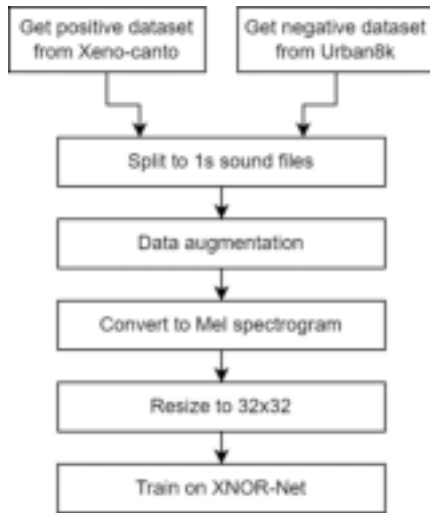 Get positive dataset
from Xeno-canto
Get negative dataset
from Urban8k
Split to 1s sound files
Data augmentation
Convert to Mel spectrogram
Resize to 32x32
Train on XNOR-Net